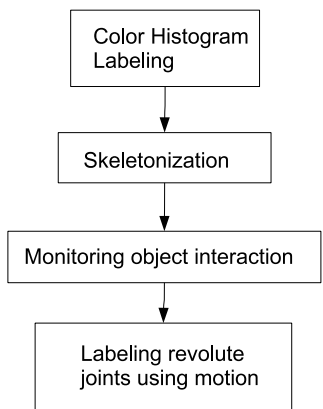 Color Histogram
Labeling
Skeletonization
Monitoring object interaction
Labeling revolute
joints using motion